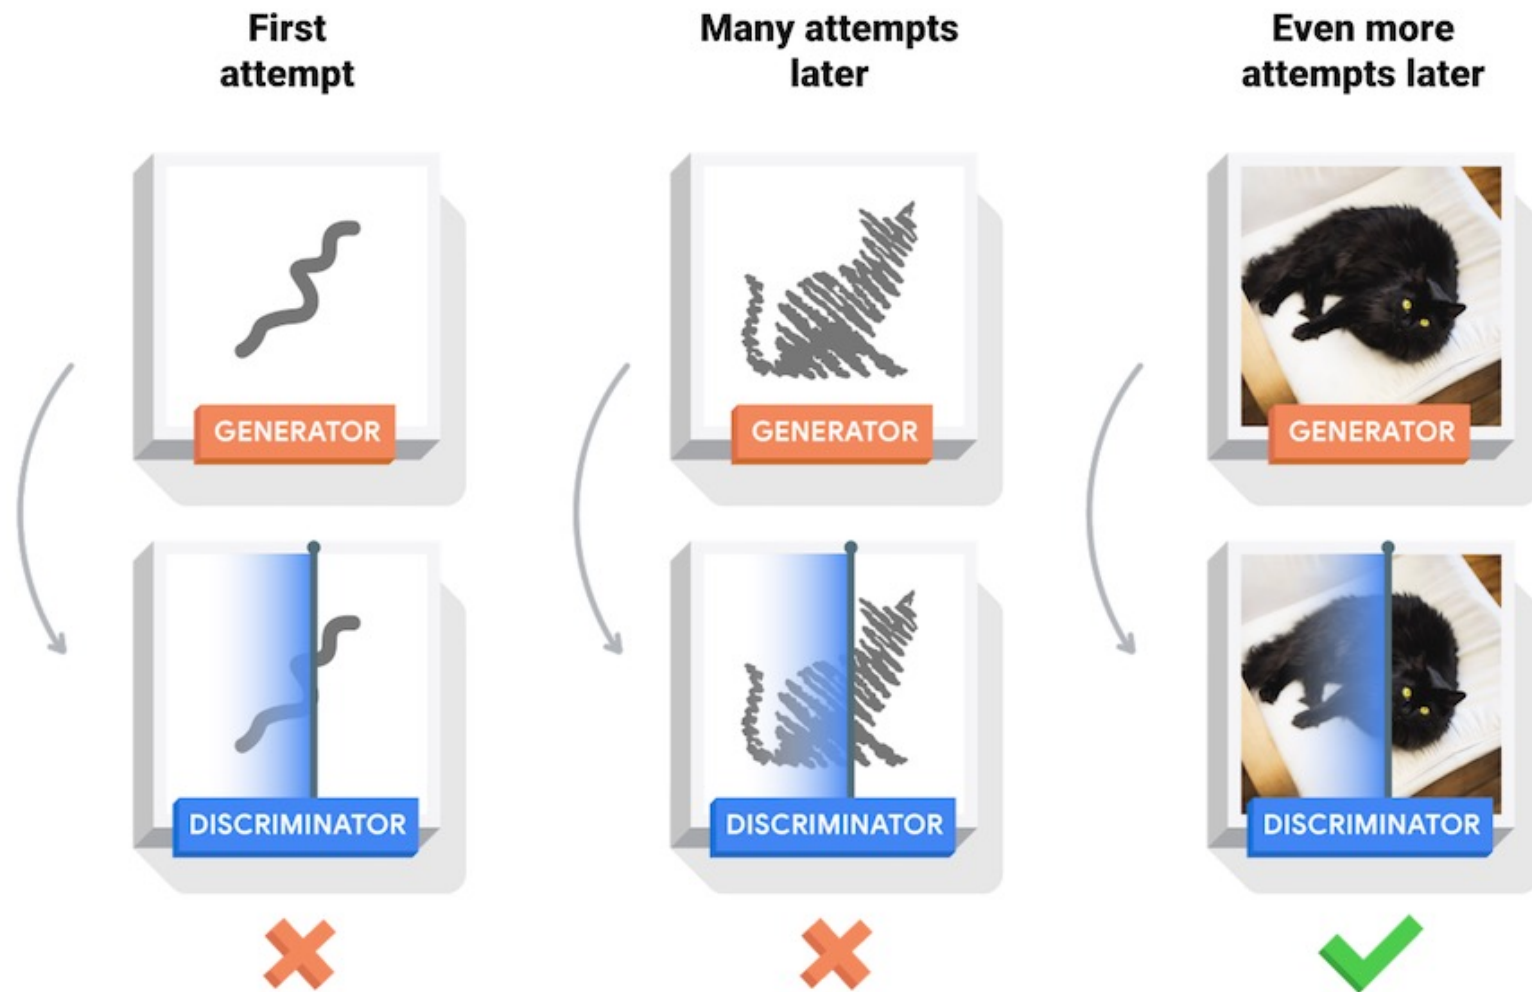 First
attempt
Many attempts
later
Even more
attempts later
GENERATOR
GENERATOR
GENERATOR
DISCRIMINATOR
DISCRIMINATOR
DISCRIMINATOR